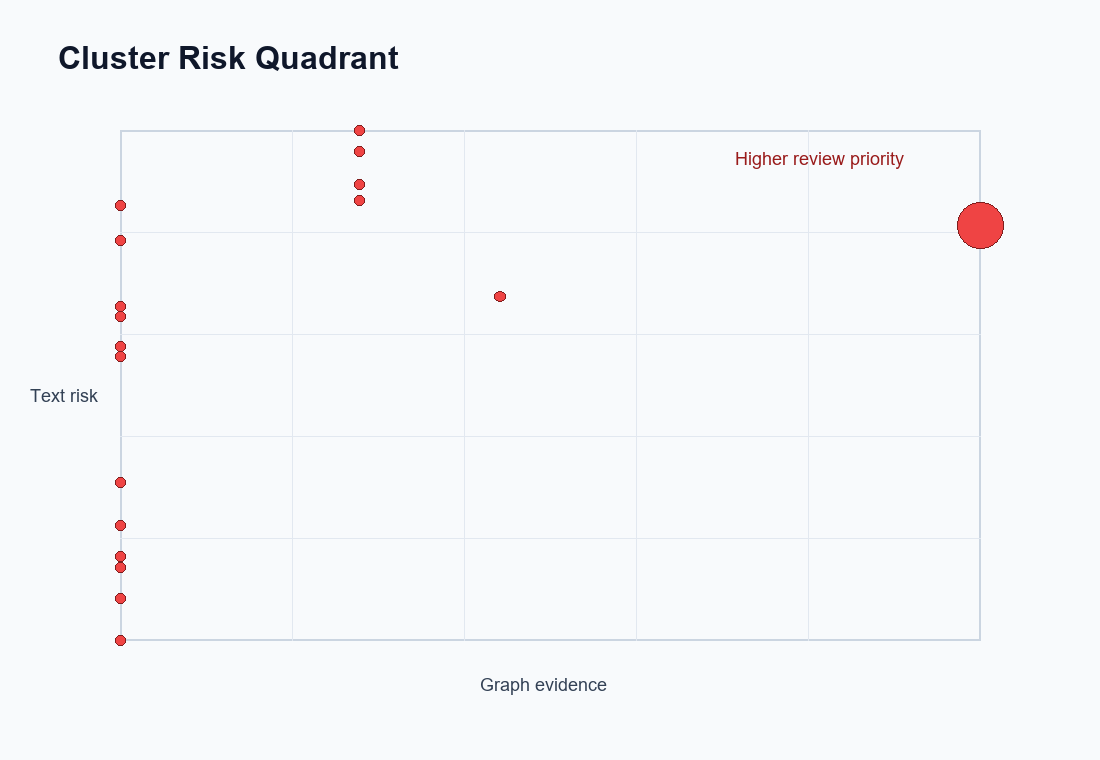 Cluster Risk Quadrant
Higher review priority
Text risk
Graph evidence